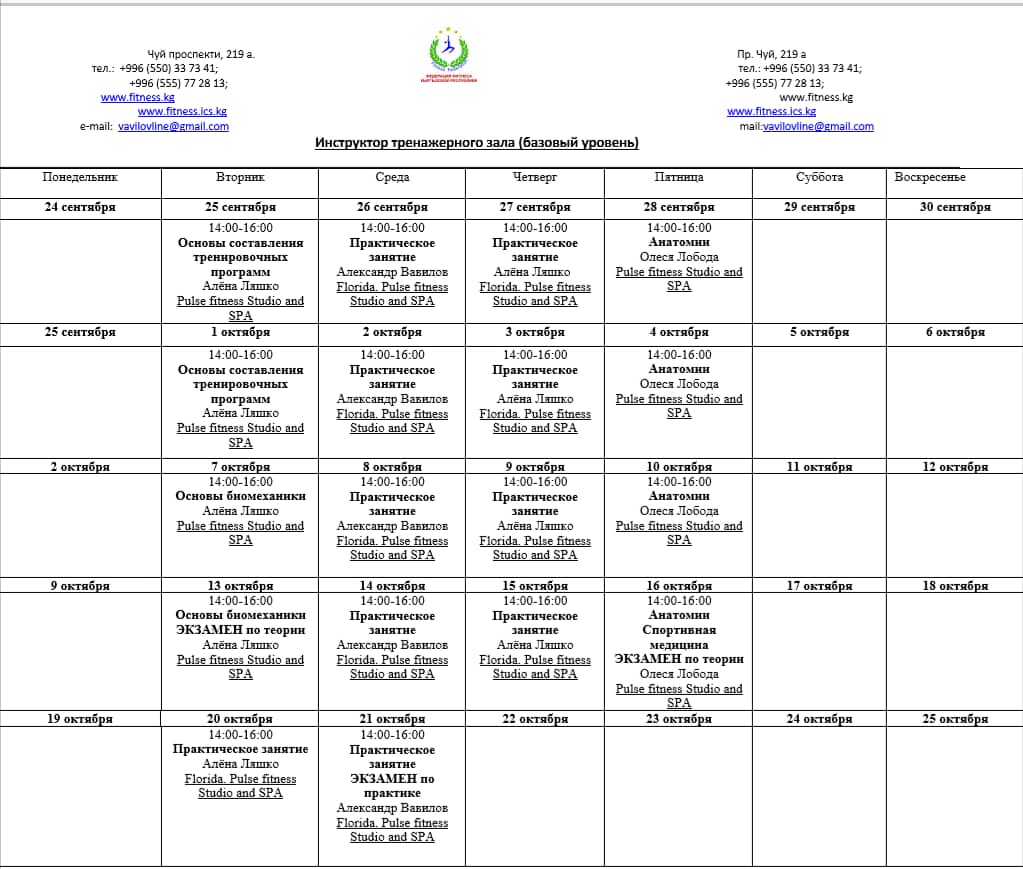 Чуй проспекти, 219 а.
тел.: +996 (550) 33 73 41;
+996 (555) 77 28 13;
www.fitness.kg
www.fitness.ics.kg
e-mail: vavilovline@gmail.com
ФЕДЕРАЦИЯ ФИТНЕСА
КЫРГЫЗСКОЙ РЕСПУБЛИКИ
Пр. Чуй, 219 а
тел.: +996 (550) 33 73 41;
+996 (555) 77 28 13;
www.fitness.kg
www.fitness.ics.kg
mail:vavilovline@gmail.com
Инструктор тренажерного зала (базовый уровень)
Понедельник Вторник Среда Четверг Пятница Суббота Воскресенье
24 сентября 25 сентября 26 сентября 27 сентября 28 сентября 29 сентября 30 сентября
14:00-16:00
Основы составления
тренировочных
программ
Алёна Ляшко
Pulse fitness Studio and
SPA
14:00-16:00
Практическое
занятие
Александр Вавилов
Florida. Pulse fitness
Studio and SPA
14:00-16:00
Практическое
занятие
Алёна Ляшко
Florida. Pulse fitness
Studio and SPA
14:00-16:00
Анатомии
Олеся Лобода
Pulse fitness Studio and
SPA
25 сентября 1 октября 2 октября 3 октября 4 октября 5 октября 6 октября
14:00-16:00
Основы составления
тренировочных
программ
Алёна Ляшко
Pulse fitness Studio and
SPA
14:00-16:00
Практическое
занятие
Александр Вавилов
Florida. Pulse fitness
Studio and SPA
14:00-16:00
Практическое
занятие
Алёна Ляшко
Florida. Pulse fitness
Studio and SPA
14:00-16:00
Анатомии
Олеся Лобода
Pulse fitness Studio and
SPA
2 октября 7 октября 8 октября 9 октября 10 октября 11 октября 12 октября
14:00-16:00
Основы биомеханики
Алёна Ляшко
Pulse fitness Studio and
SPA
14:00-16:00
Практическое
занятие
Александр Вавилов
Florida. Pulse fitness
Studio and SPA
14:00-16:00
Практическое
занятие
Алёна Ляшко
Florida. Pulse fitness
Studio and SPA
14:00-16:00
Анатомии
Олеся Лобода
Pulse fitness Studio and
SPA
9 октября 13 октября 14 октября 15 октября 16 октября 17 октября 18 октября
14:00-16:00
Основы биомеханики
ЭКЗАМЕН по теории
Алёна Ляшко
Pulse fitness Studio and
SPA
14:00-16:00
Практическое
занятие
Александр Вавилов
Florida. Pulse fitness
Studio and SPA
14:00-16:00
Практическое
занятие
Алёна Ляшко
Florida. Pulse fitness
Studio and SPA
14:00-16:00
Анатомии
Спортивная
медицина
ЭКЗАМЕН по теории
Олеся Лобода
Pulse fitness Studio and
SPA
19 октября 20 октября 21 октября 22 октября 23 октября 24 октября 25 октября
14:00-16:00
Практическое занятие
Алёна Ляшко
Florida. Pulse fitness
Studio and SPA
14:00-16:00
Практическое
занятие
ЭКЗАМЕН по
практике
Александр Вавилов
Florida. Pulse fitness
Studio and SPA